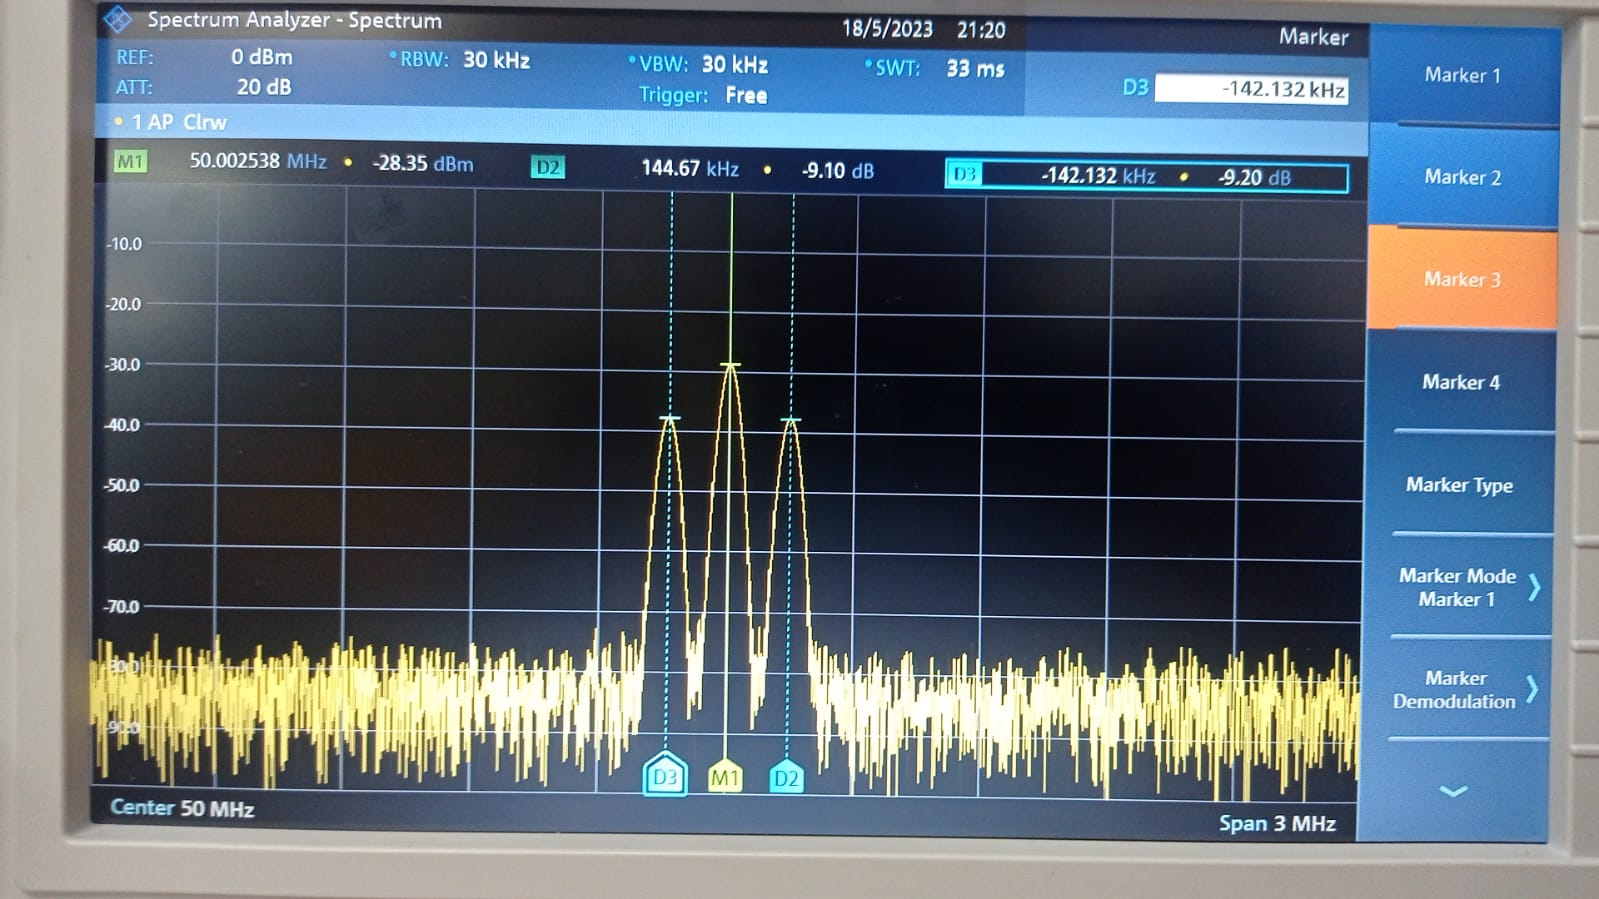 Spectrum Analyzer - Spectrum
18/5/2023 21:20
Marker
REF: 0 dBm
• RBW: 30 kHz
• VBW: 30 kHz
• SWT: 33 ms
ATT: 20 dB
Trigger: Free
D3 -142.132 kHz
• 1 AP Clrw
M1 50.002538 MHz • -28.35 dBm
D2 144.67 kHz • -9.10 dB
D3 -142.132 kHz • -9.20 dB
-10.0
-20.0
-30.0
-40.0
-50.0
-60.0
-70.0
-80.0
-90.0
D3
M1
D2
Center 50 MHz
Span 3 MHz
Marker 1
Marker 2
Marker 3
Marker 4
Marker Type
Marker Mode
Marker 1
Marker
Demodulation